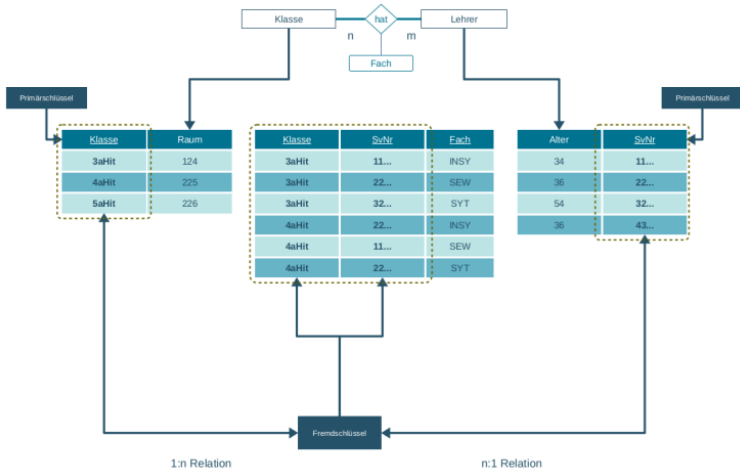 Klasse
hat
Lehrer
n
m
Fach
Primärschlüssel
Primärschlüssel
Klasse Raum
3aHit 124
4aHit 225
5aHit 226
Klasse SvNr Fach
3aHit 11... INSY
3aHit 22... SEW
3aHit 32... SYT
4aHit 22... INSY
4aHit 11... SEW
4aHit 22... SYT
Alter SvNr
34 11...
36 22...
54 32...
36 43...
Fremdschlüssel
1:n Relation
n:1 Relation